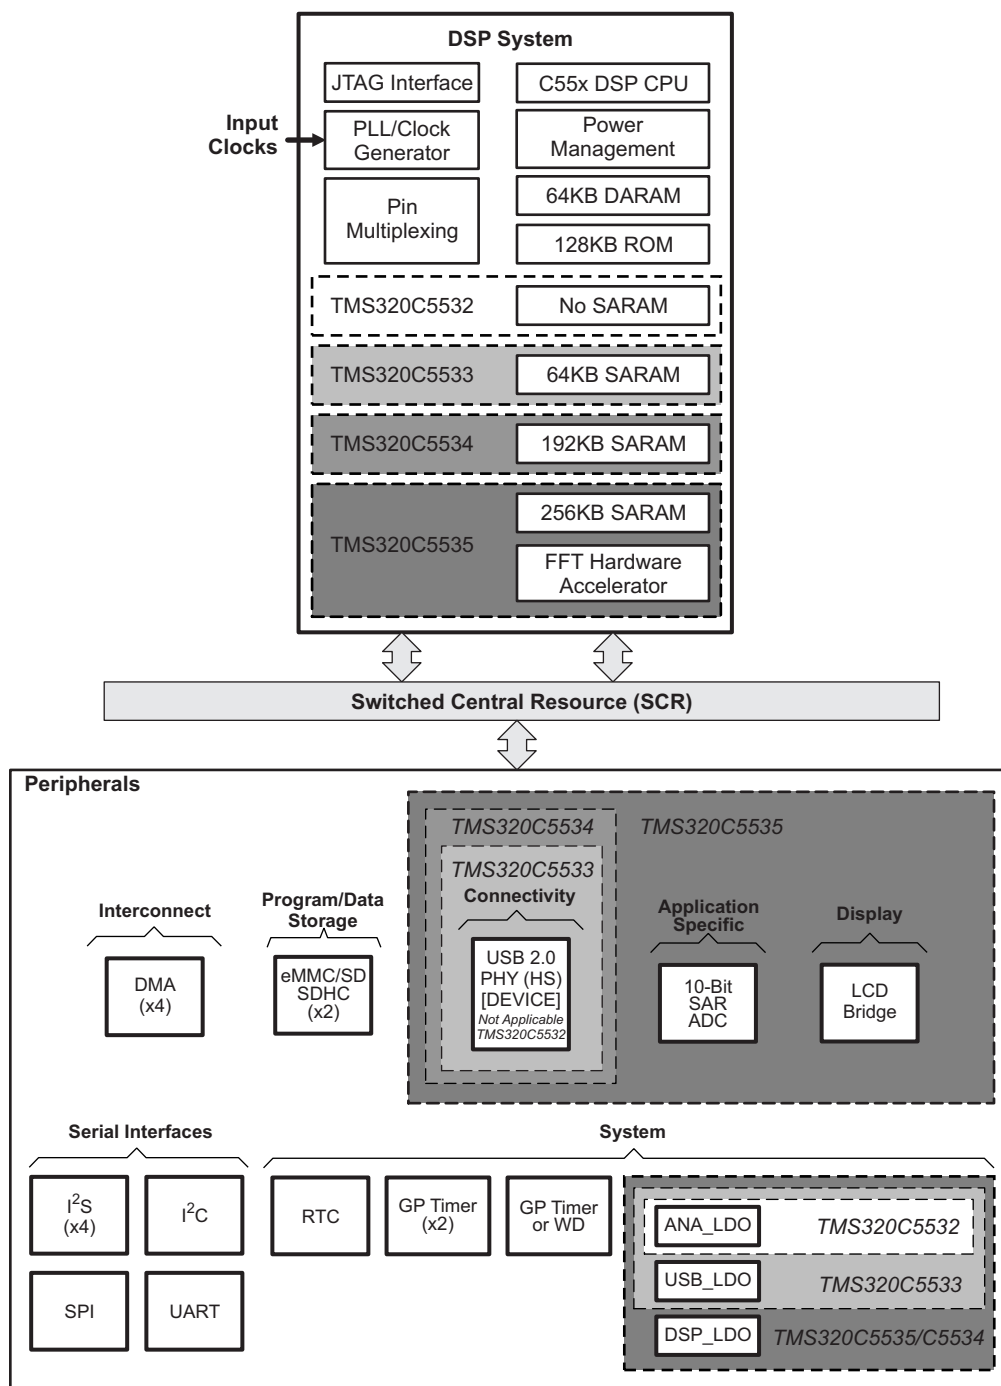 DSP System
JTAG Interface
C55x DSP CPU
Input
Clocks
PLL/Clock
Generator
Power
Management
Pin
Multiplexing
64KB DARAM
128KB ROM
TMS320C5532
No SARAM
TMS320C5533
64KB SARAM
TMS320C5534
192KB SARAM
TMS320C5535
256KB SARAM
FFT Hardware
Accelerator
Switched Central Resource (SCR)
Peripherals
TMS320C5534
TMS320C5535
TMS320C5533
Interconnect
DMA
(x4)
Program/Data
Storage
eMMC/SD
SDHC
(x2)
Connectivity
USB 2.0
PHY (HS)
[DEVICE]
Not Applicable
TMS320C5532
Application
Specific
10-Bit
SAR
ADC
Display
LCD
Bridge
Serial Interfaces
I²S
(x4)
I²C
SPI
UART
System
RTC
GP Timer
(x2)
GP Timer
or WD
ANA_LDO
TMS320C5532
USB_LDO
TMS320C5533
DSP_LDO
TMS320C5535/C5534